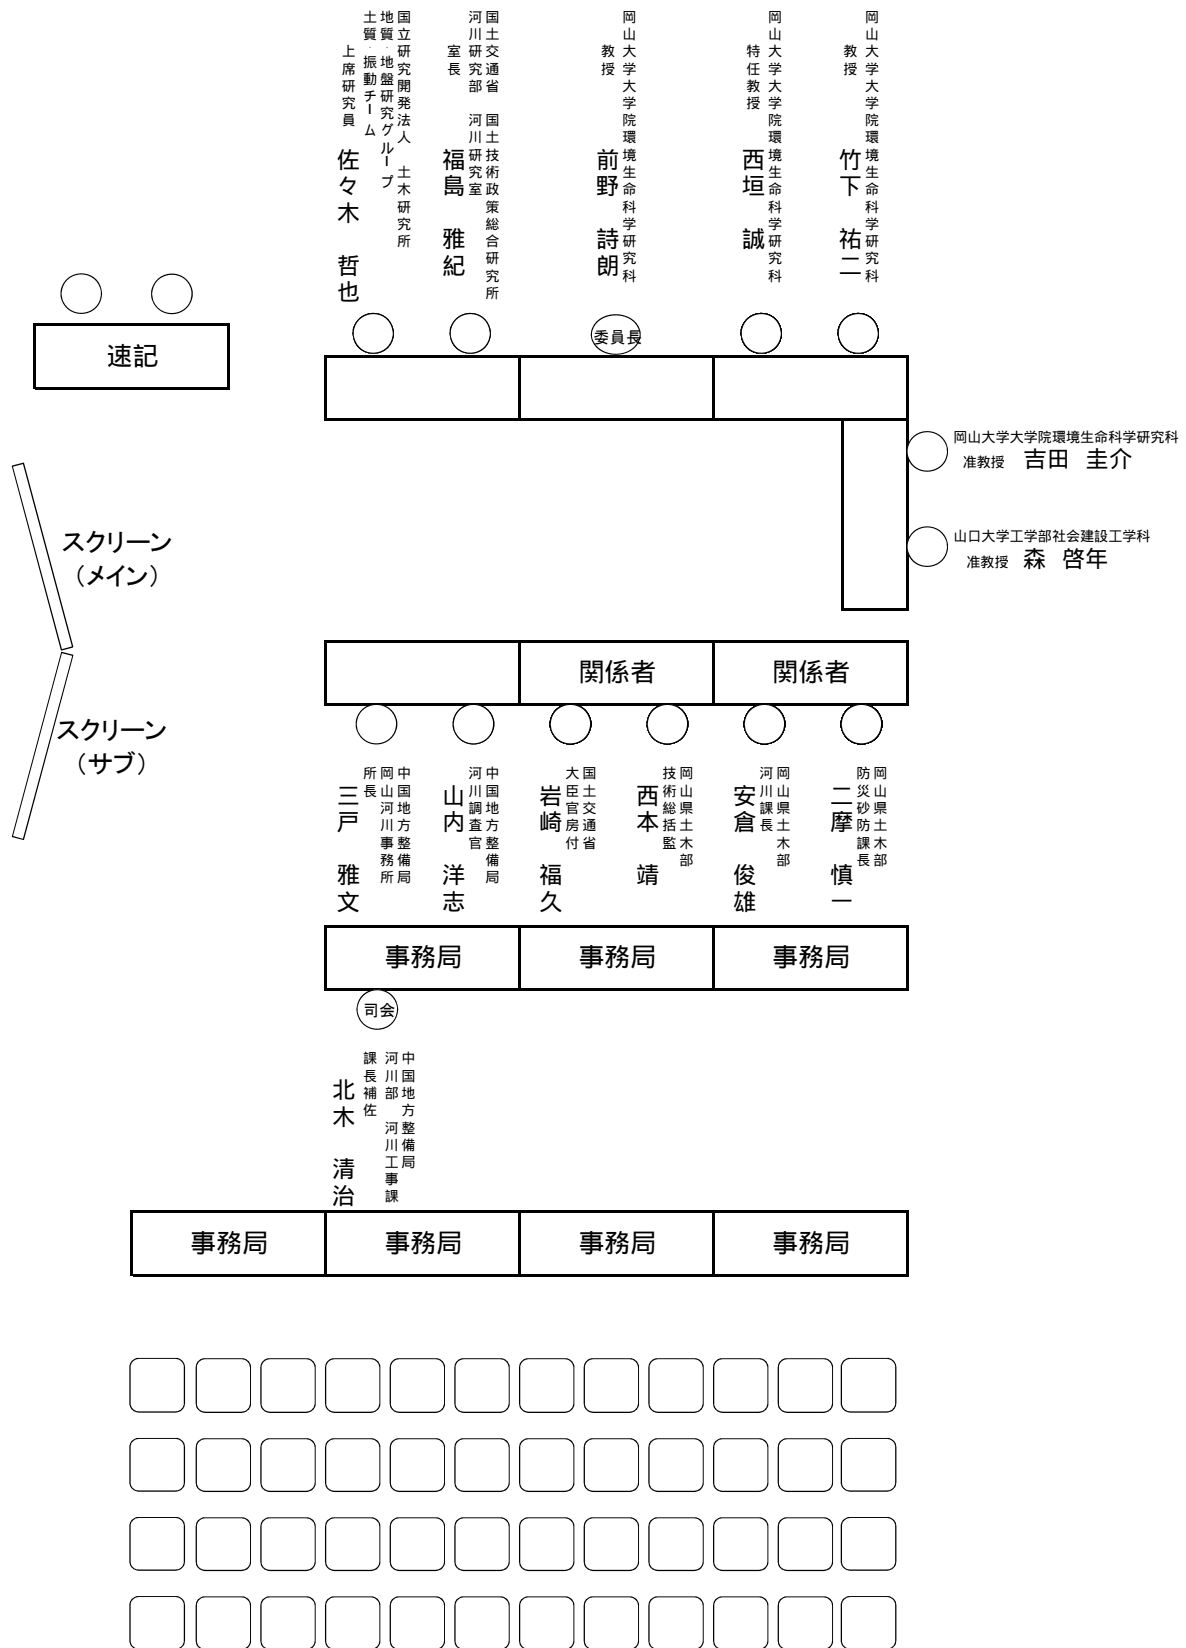 岡山大学大学院環境生命科学研究科
教授
竹下 祐二
岡山大学大学院環境生命科学研究科
特任教授
西垣 誠
岡山大学大学院環境生命科学研究科
教授
前野 詩朗
国土交通省 国土技術政策総合研究所
河川研究部 河川研究室
室長
福島 雅紀
国立研究開発法人 土木研究所
地質・地盤研究グループ
土質・振動チーム
上席研究員
佐々木 哲也
速記
委員長
岡山大学大学院環境生命科学研究科
准教授 吉田 圭介
山口大学工学部社会建設工学科
准教授 森 啓年
スクリーン
（メイン）
スクリーン
（サブ）
関係者
関係者
岡山県土木部
防災砂防課長
二摩 慎一
岡山県土木部
河川課長
安倉 俊雄
岡山県土木部
技術総括監
西本 靖
国土交通省
大臣官房付
岩崎 福久
中国地方整備局
河川調査官
山内 洋志
中国地方整備局
岡山河川事務所
所長
三戸 雅文
事務局
事務局
事務局
司会
中国地方整備局
河川部 河川工事課
課長補佐
北木 清治
事務局
事務局
事務局
事務局